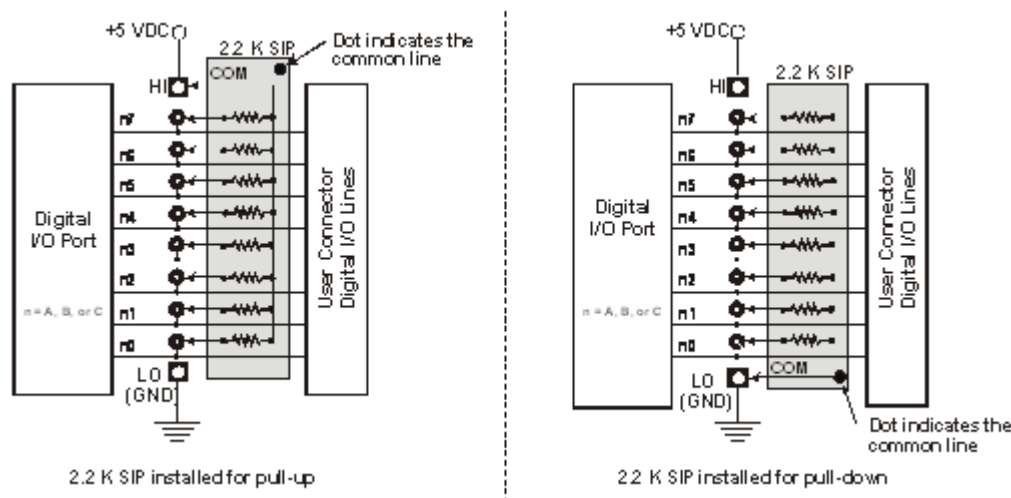 +5 VDC
2.2 K SIP
Dot indicates the
common line
COM
HI
n7
n6
n5
n4
n3
n2
n1
n0
Digital
I/O Port
n = A, B, or C
User Connector
Digital I/O Lines
LO
(GND)
2.2 K SIP installed for pull-up
+5 VDC
2.2 K SIP
HI
n7
n6
n5
n4
n3
n2
n1
n0
Digital
I/O Port
n = A, B, or C
User Connector
Digital I/O Lines
COM
LO
(GND)
Dot indicates the
common line
2.2 K SIP installed for pull-down